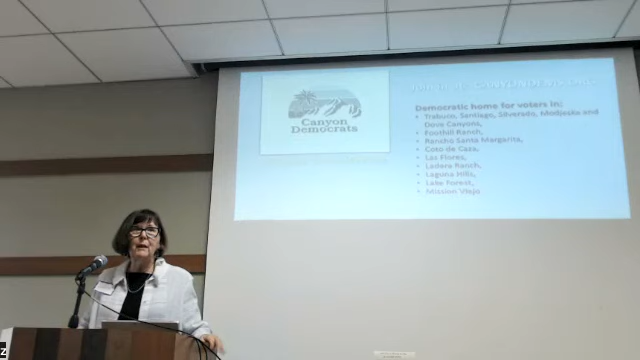 Canyon
Democrats
Democratic home for voters in:
• Trabuco, Santiago, Silverado, Modjeska and
Dove Canyons,
• Foothill Ranch,
• Rancho Santa Margarita,
• Coto de Caza,
• Las Flores,
• Ladera Ranch,
• Laguna Hills,
• Lake Forest,
• Mission Viejo
z